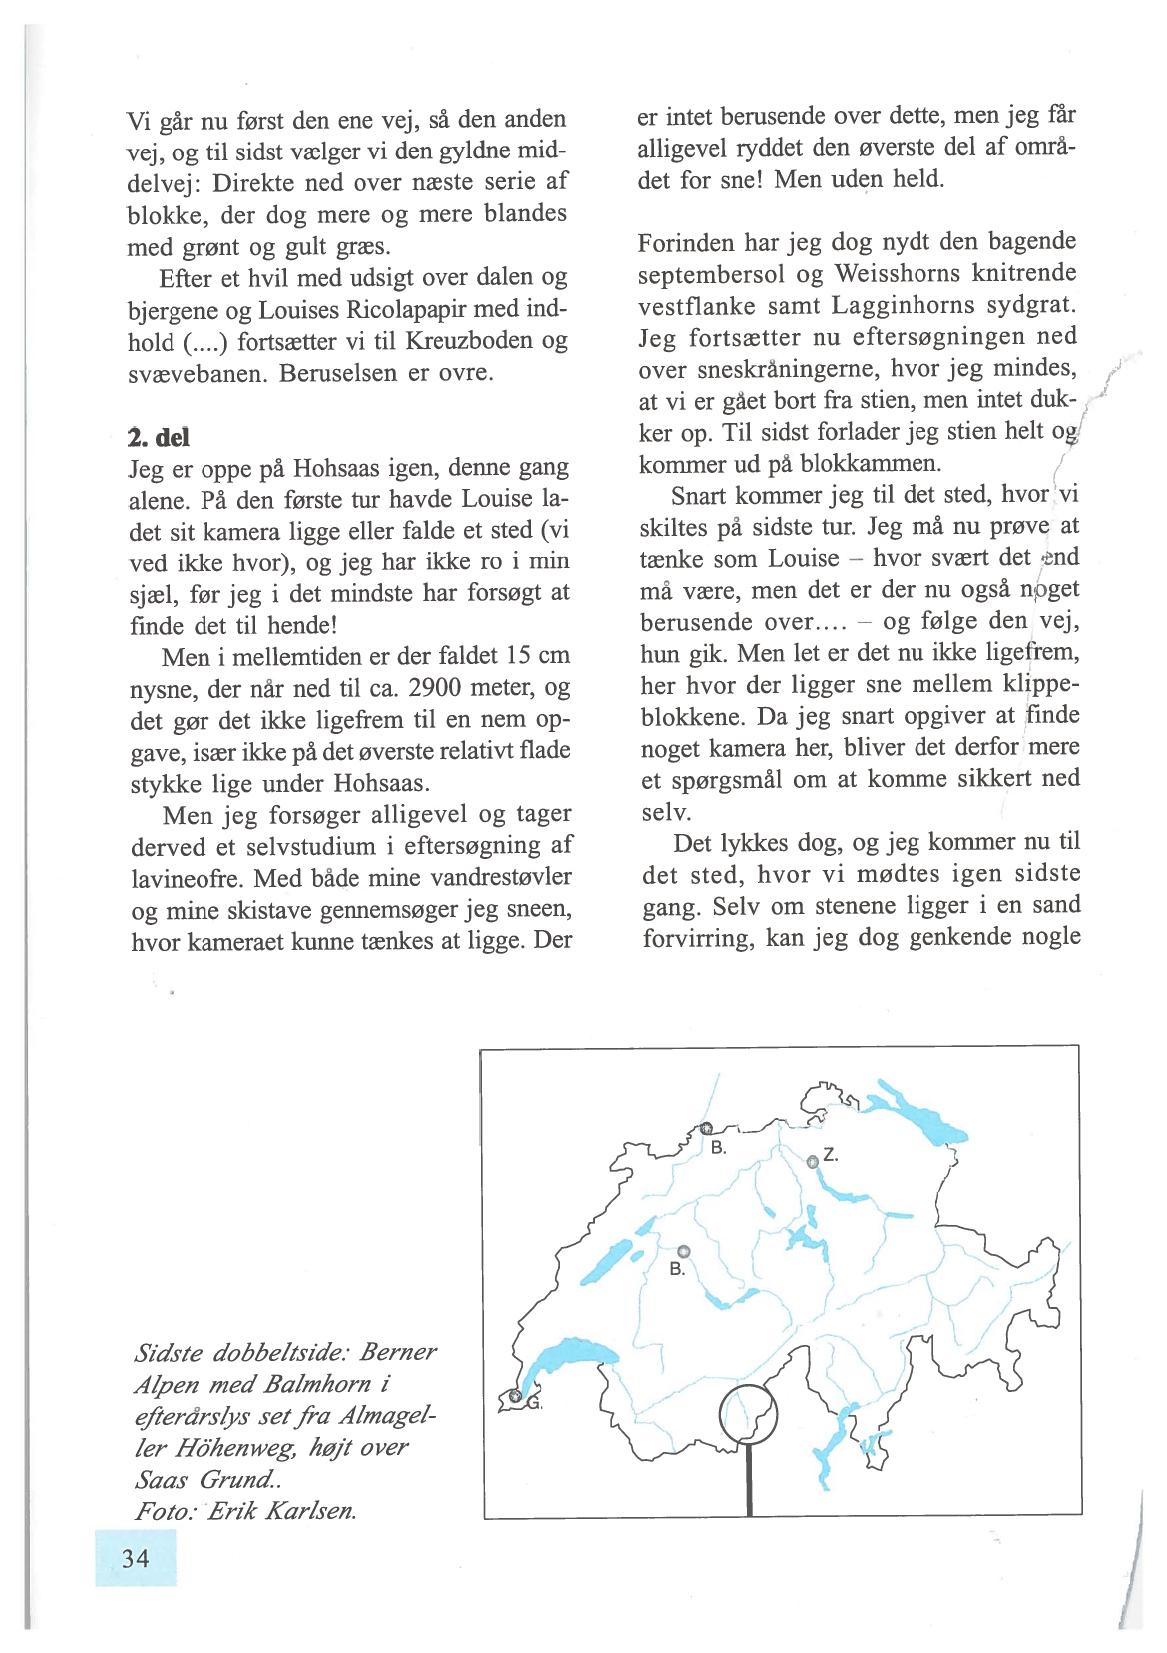 Vi går nu først den ene vej, så den anden
vej, og til sidst vælger vi den gyldne mid-
delvej: Direkte ned over næste serie af
blokke, der dog mere og mere blandes
med grønt og gult græs.
Efter et hvil med udsigt over dalen og
bjergene og Louises Ricolapapir med ind-
hold (....) fortsætter vi til Kreuzboden og
svævebanen. Beruselsen er ovre.
2. del
Jeg er oppe på Hohsaas igen, denne gang
alene. På den første tur havde Louise la-
det sit kamera ligge eller falde et sted (vi
ved ikke hvor), og jeg har ikke ro i min
sjæl, før jeg i det mindste har forsøgt at
finde det til hende!
Men i mellemtiden er der faldet 15 cm
nysne, der når ned til ca. 2900 meter, og
det gør det ikke ligefrem til en nem op-
gave, især ikke på det øverste relativt flade
stykke lige under Hohsaas.
Men jeg forsøger alligevel og tager
derved et selvstudium i eftersøgning af
lavineofre. Med både mine vandrestøvler
og mine skistave gennemsøger jeg sneen,
hvor kameraet kunne tænkes at ligge. Der
er intet berusende over dette, men jeg får
alligevel ryddet den øverste del af områ-
det for sne! Men uden held.
Forinden har jeg dog nydt den bagende
septembersol og Weisshorns knitrende
vestflanke samt Lagginhorns sydgrat.
Jeg fortsætter nu eftersøgningen ned
over sneskråningerne, hvor jeg mindes,
at vi er gået bort fra stien, men intet duk-
ker op. Til sidst forlader jeg stien helt og
kommer ud på blokkammen.
Snart kommer jeg til det sted, hvor vi
skiltes på sidste tur. Jeg må nu prøve at
tænke som Louise – hvor svært det end
må være, men det er der nu også noget
berusende over.... – og følge den vej,
hun gik. Men let er det nu ikke ligefrem,
her hvor der ligger sne mellem klippe-
blokkene. Da jeg snart opgiver at finde
noget kamera her, bliver det derfor mere
et spørgsmål om at komme sikkert ned
selv.
Det lykkes dog, og jeg kommer nu til
det sted, hvor vi mødtes igen sidste
gang. Selv om stenene ligger i en sand
forvirring, kan jeg dog genkende nogle
B.
Z.
B.
G.
Sidste dobbeltside: Berner
Alpen med Balmhorn i
efterårslys set fra Almagel-
ler Höhenweg, højt over
Saas Grund..
Foto: Erik Karlsen.
34